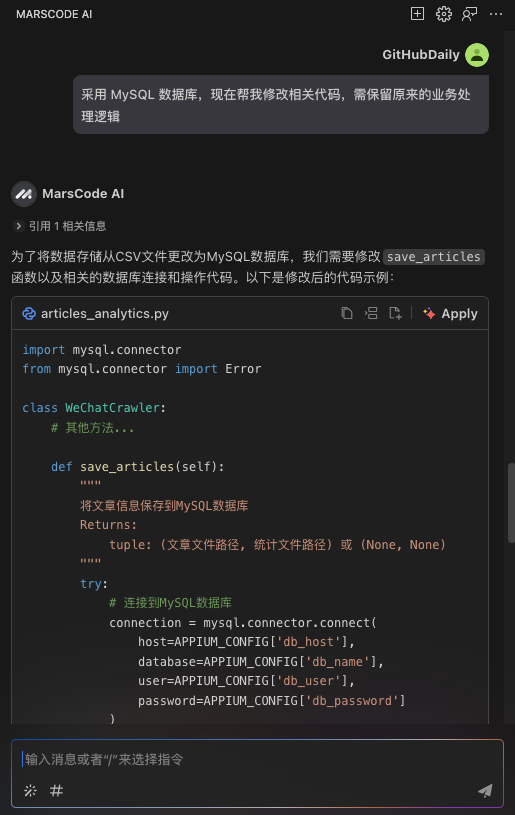 MARSCODE AI
GitHubDaily
采用 MySQL 数据库，现在帮我修改相关代码，需保留原来的业务处
理逻辑
MarsCode AI
引用 1 相关信息
为了将数据存储从CSV文件更改为MySQL数据库，我们需要修改 save_articles
函数以及相关的数据库连接和操作代码。以下是修改后的代码示例：
articles_analytics.py Apply
import mysql.connector
from mysql.connector import Error
class WeChatCrawler:
    # 其他方法...
    def save_articles(self):
        """
        将文章信息保存到MySQL数据库
        Returns:
            tuple: (文章文件路径, 统计文件路径) 或 (None, None)
        """
        try:
            # 连接到MySQL数据库
            connection = mysql.connector.connect(
                host=APPIUM_CONFIG['db_host'],
                database=APPIUM_CONFIG['db_name'],
                user=APPIUM_CONFIG['db_user'],
                password=APPIUM_CONFIG['db_password']
            )
输入消息或者“/”来选择指令